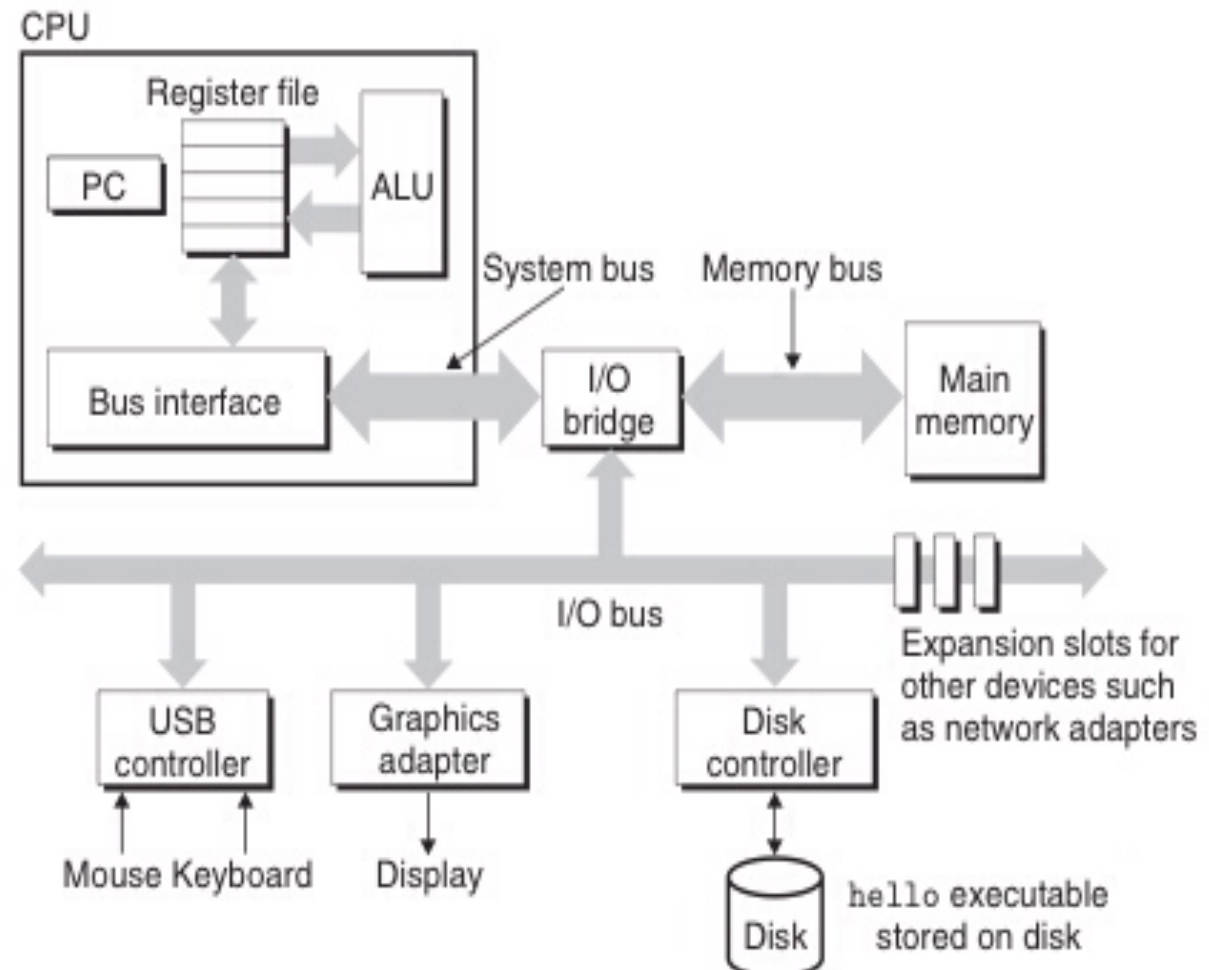 CPU
Register file
PC
ALU
System bus
Memory bus
Bus interface
I/O
bridge
Main
memory
I/O bus
Expansion slots for
other devices such
as network adapters
USB
controller
Graphics
adapter
Disk
controller
Mouse Keyboard
Display
Disk
hello executable
stored on disk